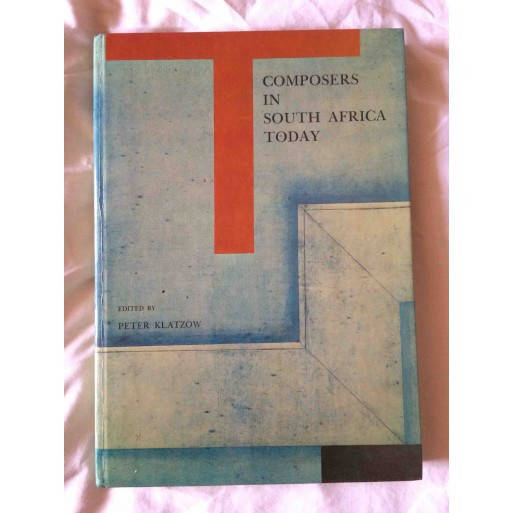 COMPOSERS
IN
SOUTH AFRICA
TODAY
EDITED BY
PETER KLATZOW